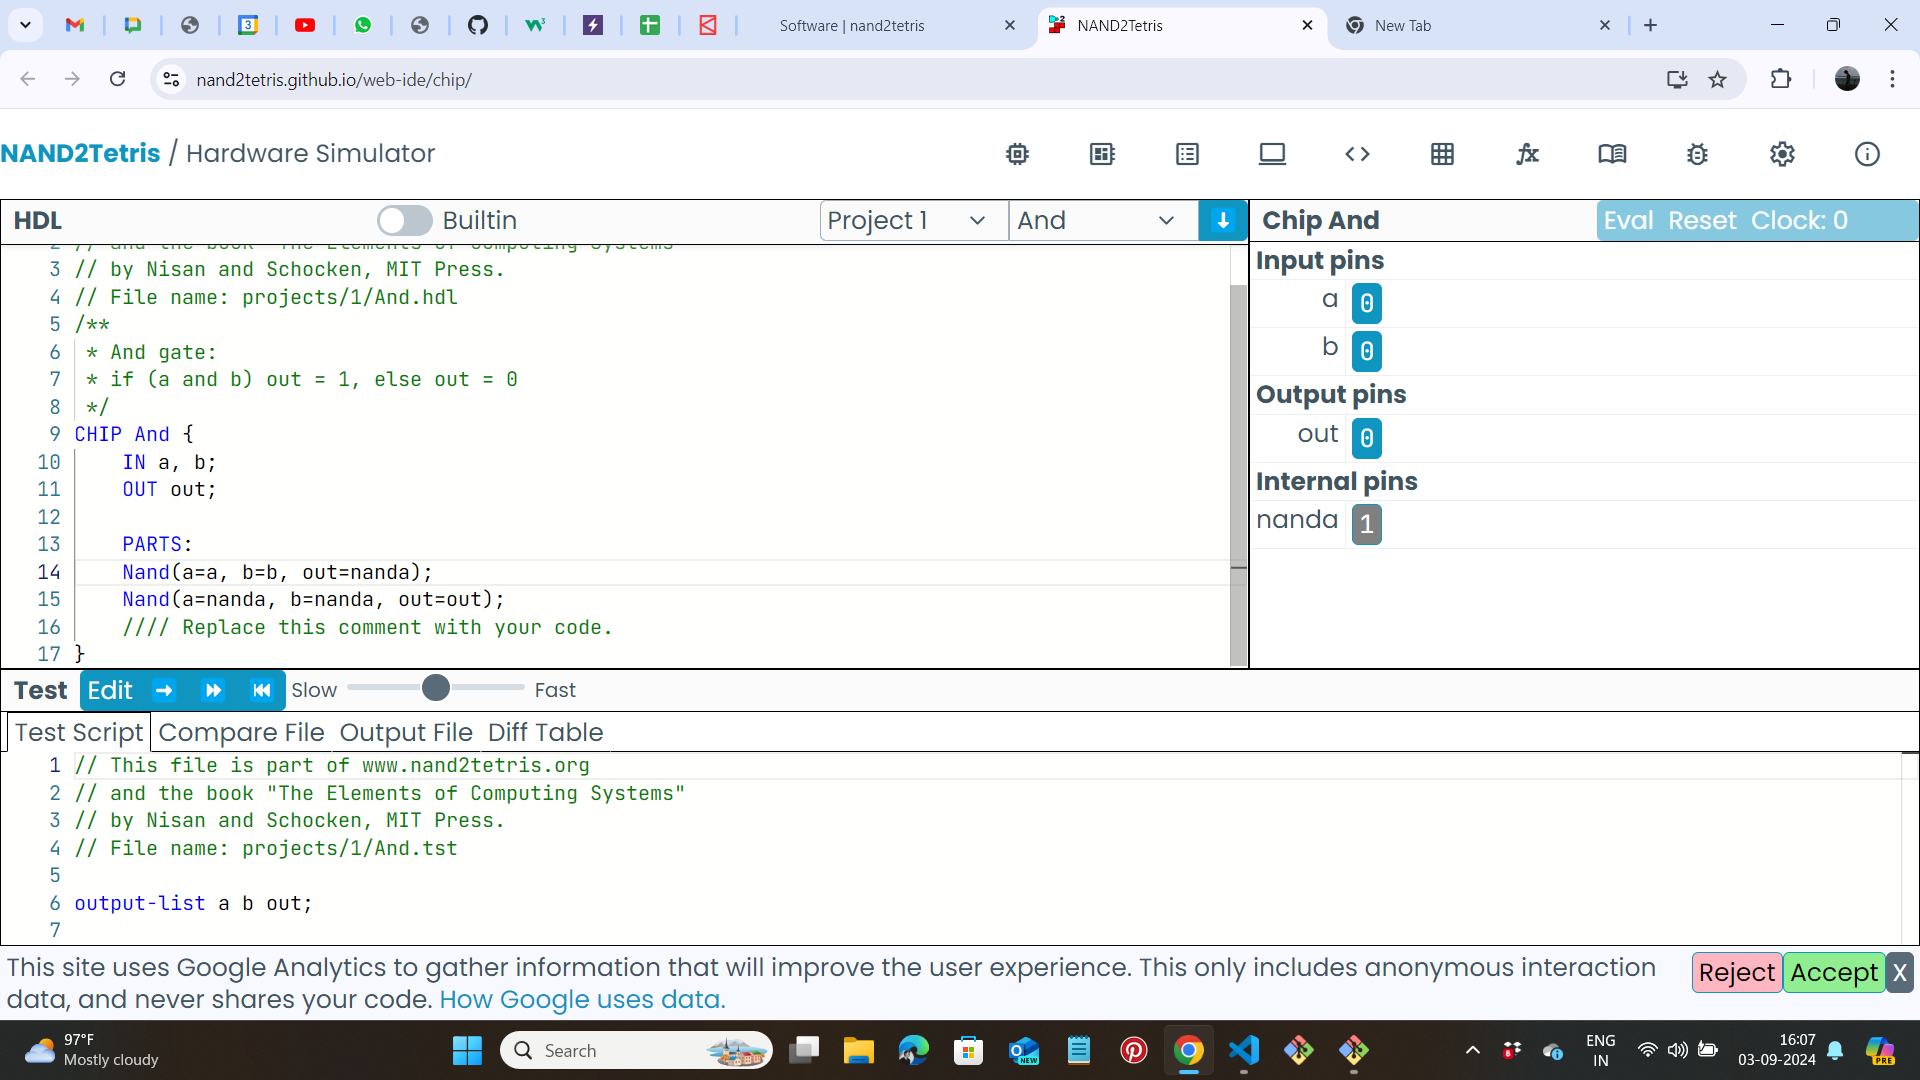 Software | nand2tetris
NAND2Tetris
New Tab
nand2tetris.github.io/web-ide/chip/
NAND2Tetris / Hardware Simulator
HDL
Builtin
Project 1
And
Chip And
Eval Reset Clock: 0
2 // and the book "The Elements of Computing Systems"
3 // by Nisan and Schocken, MIT Press.
4 // File name: projects/1/And.hdl
5 /**
6 * And gate:
7 * if (a and b) out = 1, else out = 0
8 */
9 CHIP And {
10 IN a, b;
11 OUT out;
12
13 PARTS:
14 Nand(a=a, b=b, out=nanda);
15 Nand(a=nanda, b=nanda, out=out);
16 //// Replace this comment with your code.
17 }
Input pins
a 0
b 0
Output pins
out 0
Internal pins
nanda 1
Test Edit Slow Fast
Test Script Compare File Output File Diff Table
1 // This file is part of www.nand2tetris.org
2 // and the book "The Elements of Computing Systems"
3 // by Nisan and Schocken, MIT Press.
4 // File name: projects/1/And.tst
5
6 output-list a b out;
7
This site uses Google Analytics to gather information that will improve the user experience. This only includes anonymous interaction
data, and never shares your code. How Google uses data.
Reject Accept X
97°F
Mostly cloudy
Search
ENG
IN
16:07
03-09-2024